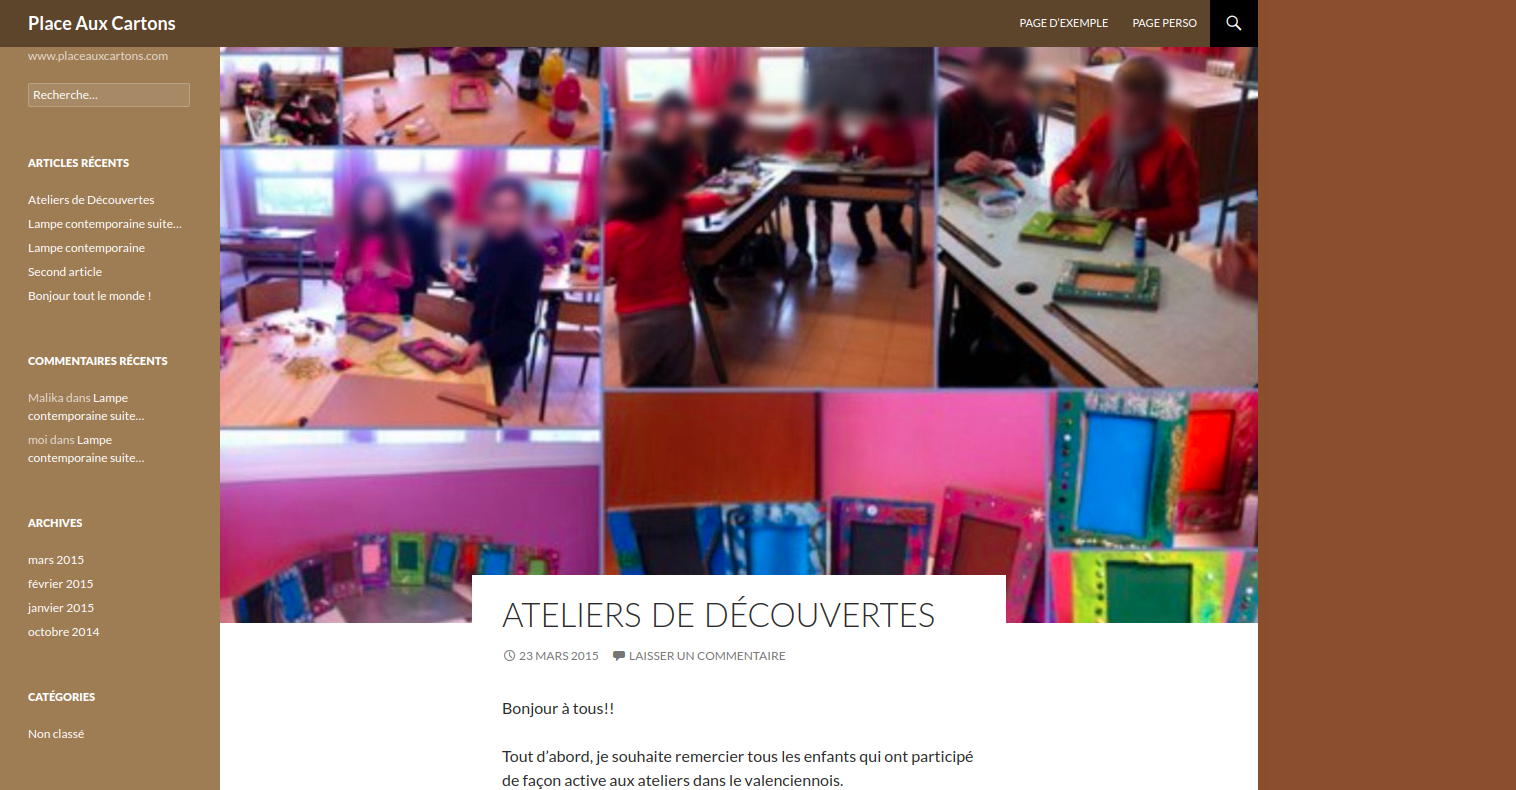 Place Aux Cartons
PAGE D'EXEMPLE
PAGE PERSO
www.placeauxcartons.com
Recherche...
ARTICLES RÉCENTS
Ateliers de Découvertes
Lampe contemporaine suite...
Lampe contemporaine
Second article
Bonjour tout le monde !
COMMENTAIRES RÉCENTS
Malika dans Lampe
contemporaine suite...
moi dans Lampe
contemporaine suite...
ARCHIVES
mars 2015
février 2015
janvier 2015
octobre 2014
CATÉGORIES
Non classé
ATELIERS DE DÉCOUVERTES
23 MARS 2015
LAISSER UN COMMENTAIRE
Bonjour à tous!!
Tout d'abord, je souhaite remercier tous les enfants qui ont participé
de façon active aux ateliers dans le valenciennois.